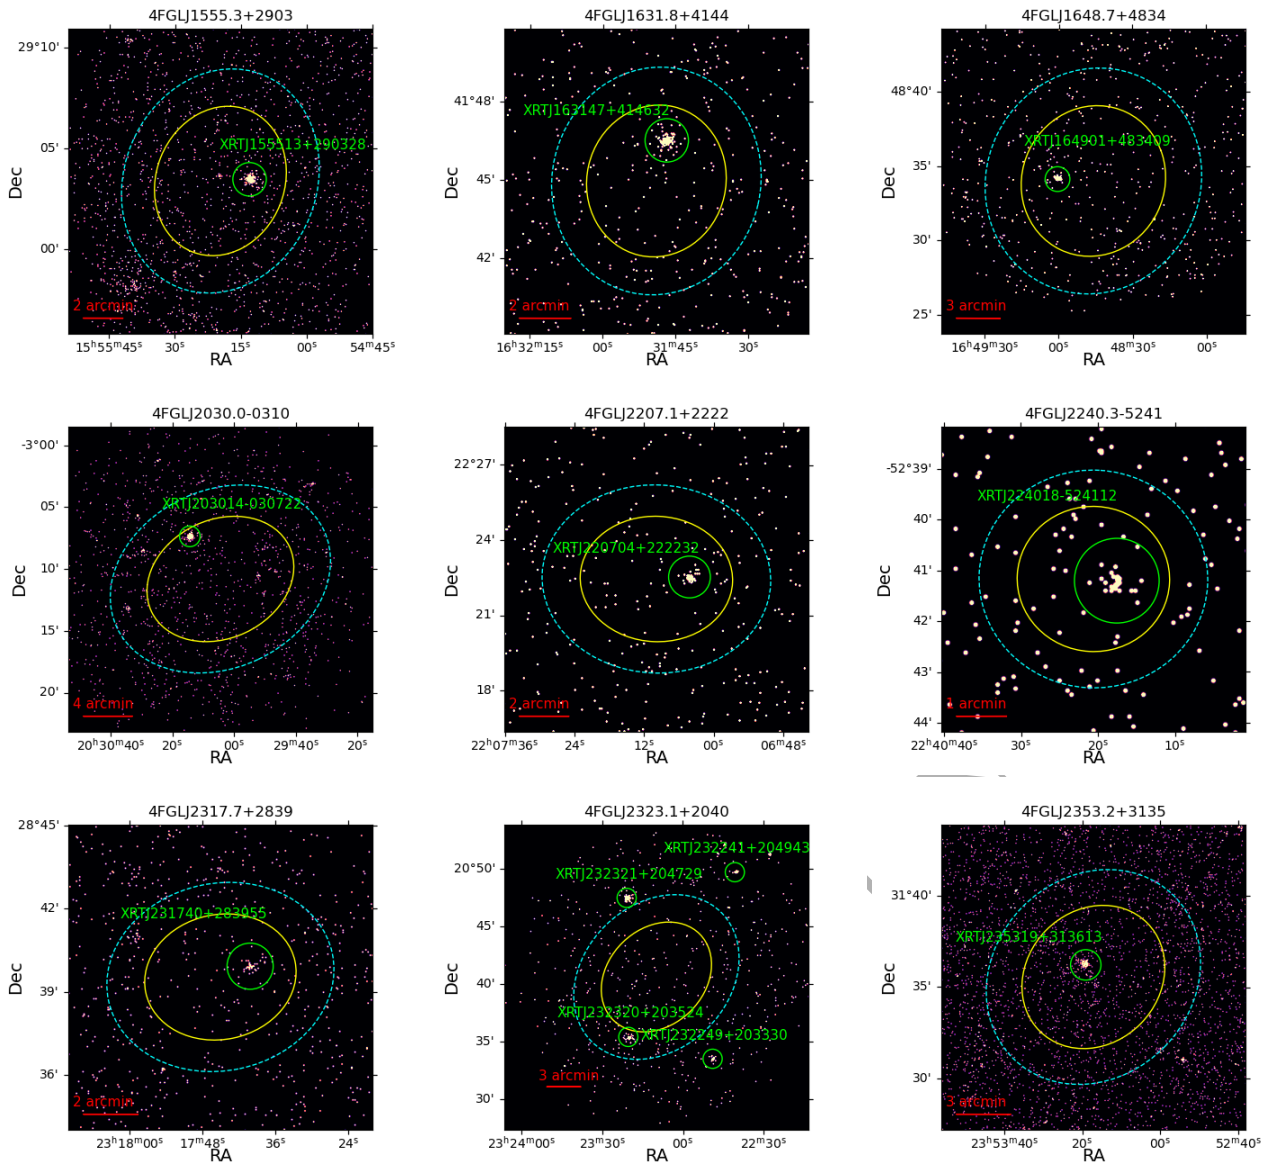 4FGLJ1555.3+2903
29°10'
05'
00'
Dec
XRTJ155513+290328
2 arcmin
15ʰ55ᵐ45ˢ 30ˢ 15ˢ 00ˢ 54ᵐ45ˢ
RA
4FGLJ1631.8+4144
41°48'
45'
42'
Dec
XRTJ163147+414632
2 arcmin
16ʰ32ᵐ15ˢ 00ˢ 31ᵐ45ˢ 30ˢ
RA
4FGLJ1648.7+4834
48°40'
35'
30'
25'
Dec
XRTJ164901+483409
3 arcmin
16ʰ49ᵐ30ˢ 00ˢ 48ᵐ30ˢ 00ˢ
RA
4FGLJ2030.0-0310
-3°00'
05'
10'
15'
20'
Dec
XRTJ203014-030722
4 arcmin
20ʰ30ᵐ40ˢ 20ˢ 00ˢ 29ᵐ40ˢ 20ˢ
RA
4FGLJ2207.1+2222
22°27'
24'
21'
18'
Dec
XRTJ220704+222232
2 arcmin
22ʰ07ᵐ36ˢ 24ˢ 12ˢ 00ˢ 06ᵐ48ˢ
RA
4FGLJ2240.3-5241
-52°39'
40'
41'
42'
43'
44'
Dec
XRTJ224018-524112
1 arcmin
22ʰ40ᵐ40ˢ 30ˢ 20ˢ 10ˢ
RA
4FGLJ2317.7+2839
28°45'
42'
39'
36'
Dec
XRTJ231740+283955
2 arcmin
23ʰ18ᵐ00ˢ 17ᵐ48ˢ 36ˢ 24ˢ
RA
4FGLJ2323.1+2040
20°50'
45'
40'
35'
30'
Dec
XRTJ232241+204943
XRTJ232321+204729
XRTJ232320+203524
XRTJ232249+203330
3 arcmin
23ʰ24ᵐ00ˢ 23ᵐ30ˢ 00ˢ 22ᵐ30ˢ
RA
4FGLJ2353.2+3135
31°40'
35'
30'
Dec
XRTJ235319+313613
3 arcmin
23ʰ53ᵐ40ˢ 20ˢ 00ˢ 52ᵐ40ˢ
RA